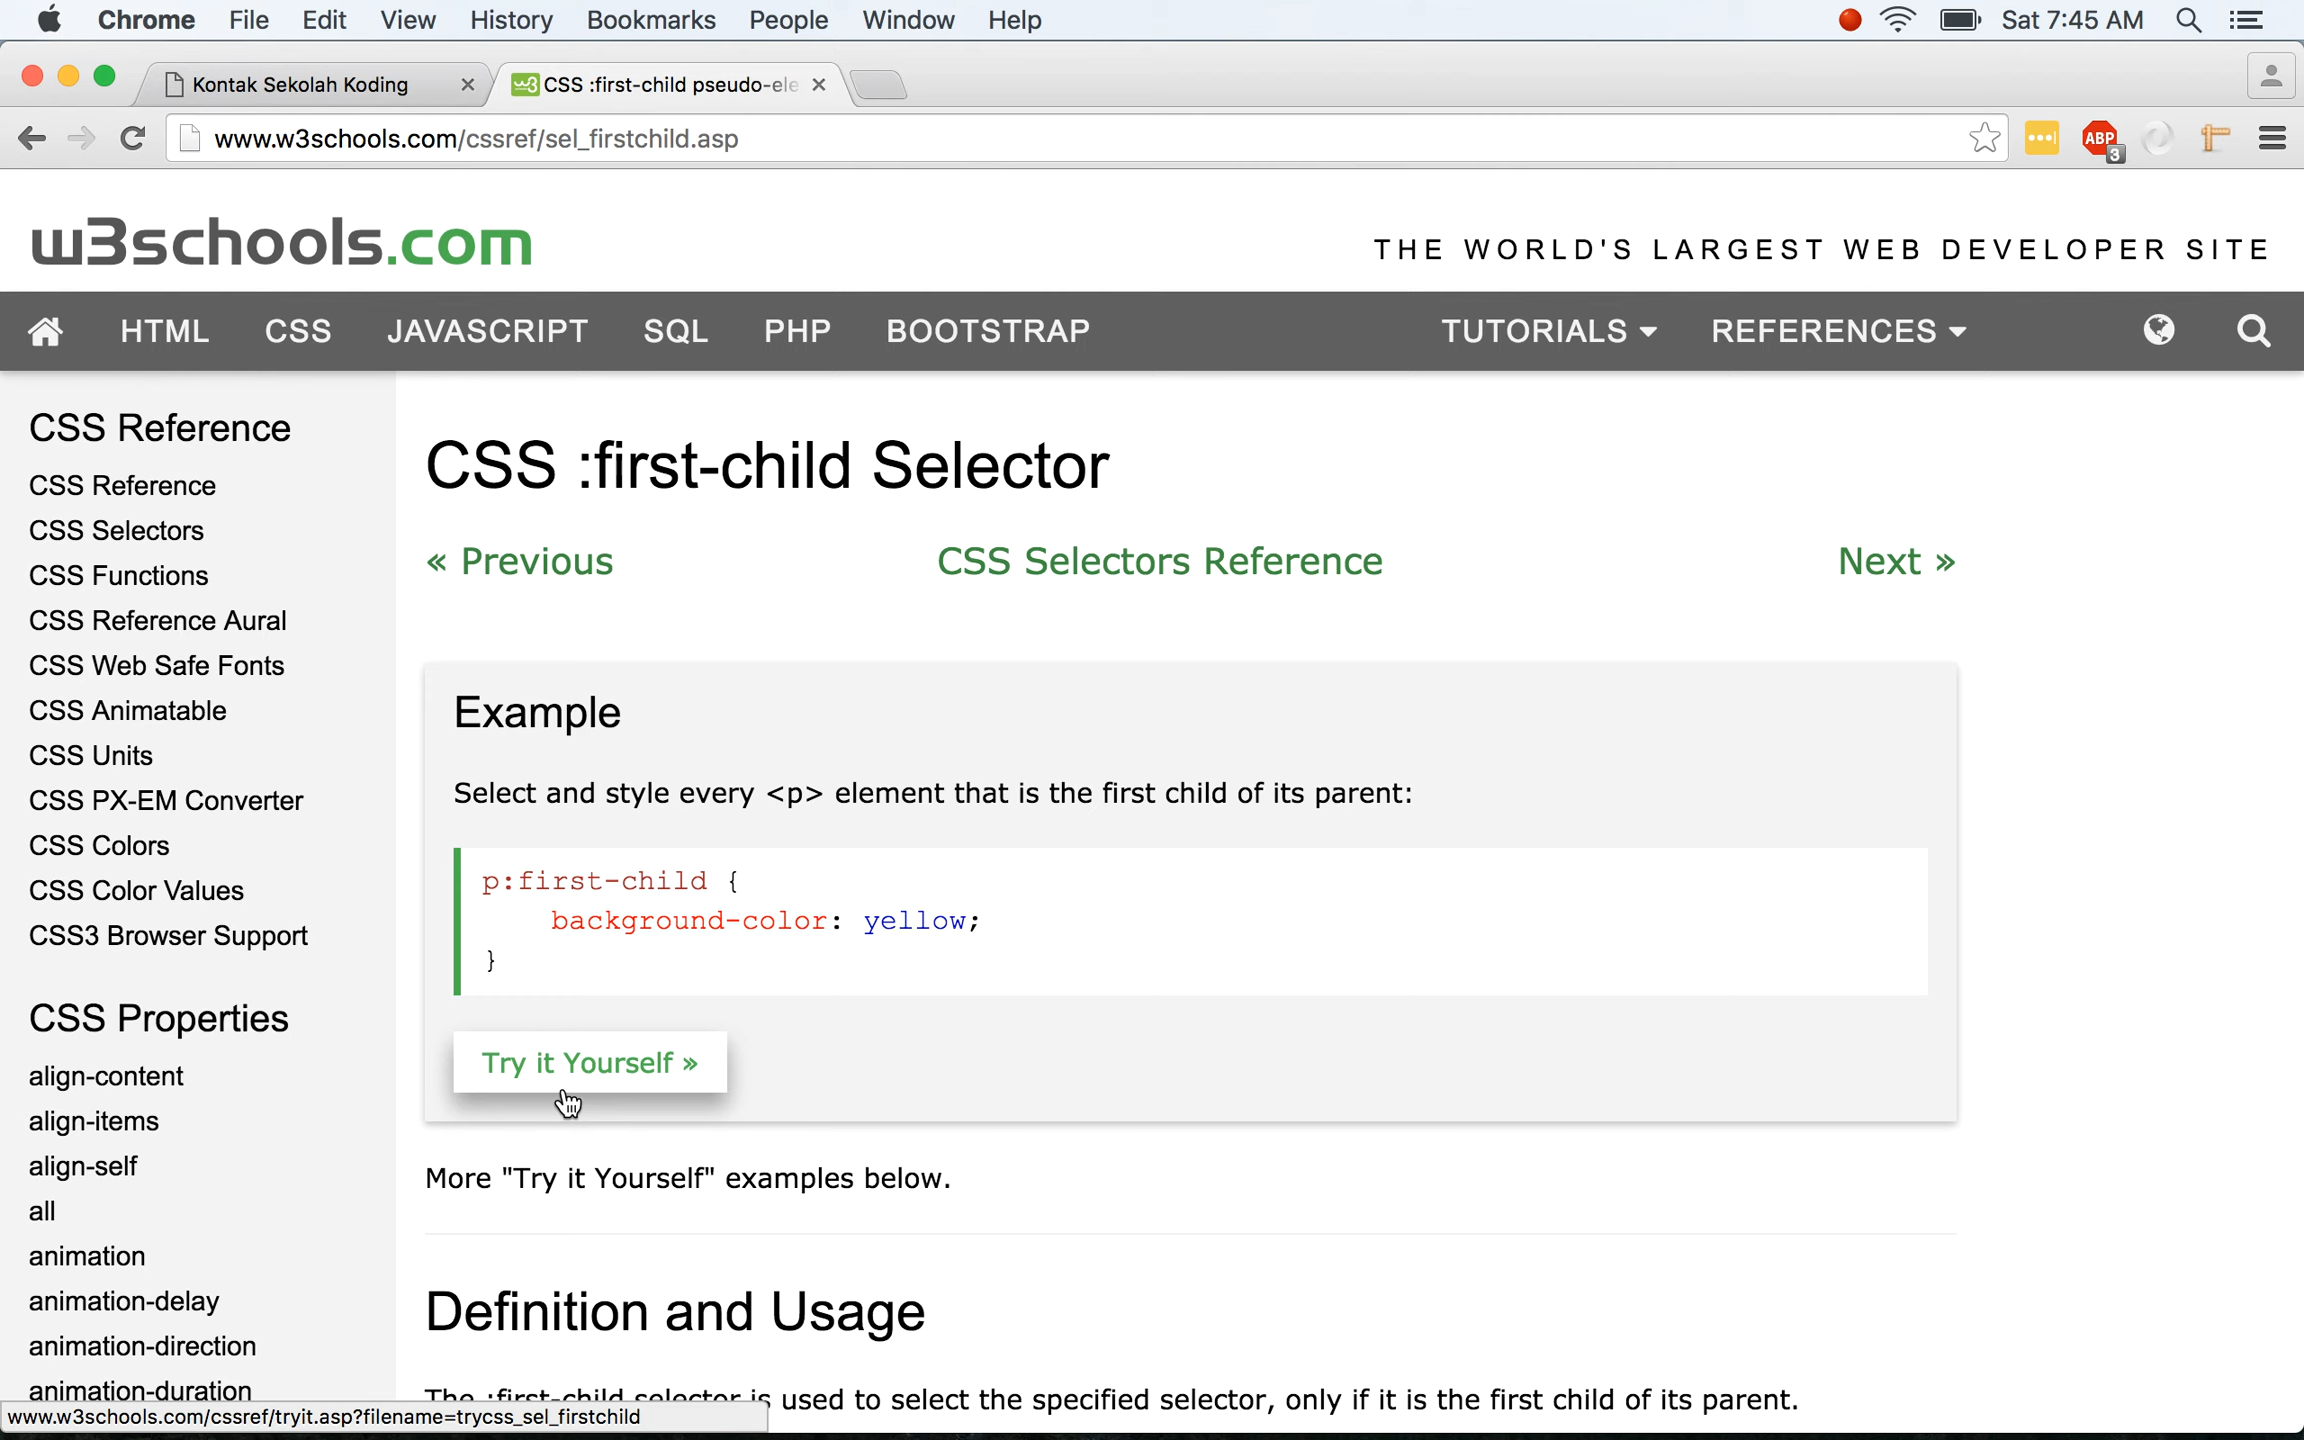 Chrome File Edit View History Bookmarks People Window Help Sat 7:45 AM
Kontak Sekolah Koding
CSS :first-child pseudo-ele
www.w3schools.com/cssref/sel_firstchild.asp
ABP
3
w3schools.com
THE WORLD'S LARGEST WEB DEVELOPER SITE
HTML CSS JAVASCRIPT SQL PHP BOOTSTRAP TUTORIALS REFERENCES
CSS Reference
CSS Reference
CSS Selectors
CSS Functions
CSS Reference Aural
CSS Web Safe Fonts
CSS Animatable
CSS Units
CSS PX-EM Converter
CSS Colors
CSS Color Values
CSS3 Browser Support
CSS Properties
align-content
align-items
align-self
all
animation
animation-delay
animation-direction
animation-duration
CSS :first-child Selector
« Previous
CSS Selectors Reference
Next »
Example
Select and style every <p> element that is the first child of its parent:
p:first-child {
background-color: yellow;
}
Try it Yourself »
More "Try it Yourself" examples below.
Definition and Usage
The :first-child selector is used to select the specified selector, only if it is the first child of its parent.
www.w3schools.com/cssref/tryit.asp?filename=trycss_sel_firstchild